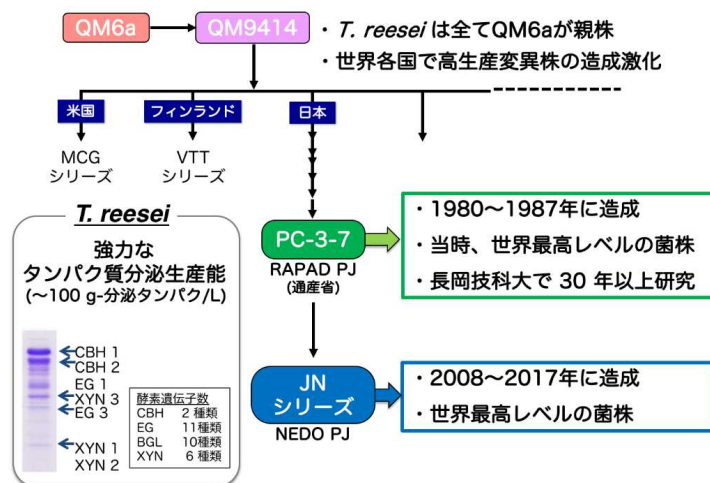 QM6a
QM9414
・T. reesei は全てQM6aが親株
・世界各国で高生産変異株の造成激化
米国
フィンランド
日本
MCG
シリーズ
VTT
シリーズ
T. reesei
強力な
タンパク質分泌生産能
(～100 g-分泌タンパク/L)
CBH 1
CBH 2
EG 1
XYN 3
EG 3
XYN 1
XYN 2
酵素遺伝子数
CBH 2 種類
EG 11種類
BGL 10種類
XYN 6 種類
PC-3-7
RAPAD PJ
(通産省)
・1980～1987年に造成
・当時、世界最高レベルの菌株
・長岡技科大で 30 年以上研究
JN
シリーズ
NEDO PJ
・2008～2017年に造成
・世界最高レベルの菌株